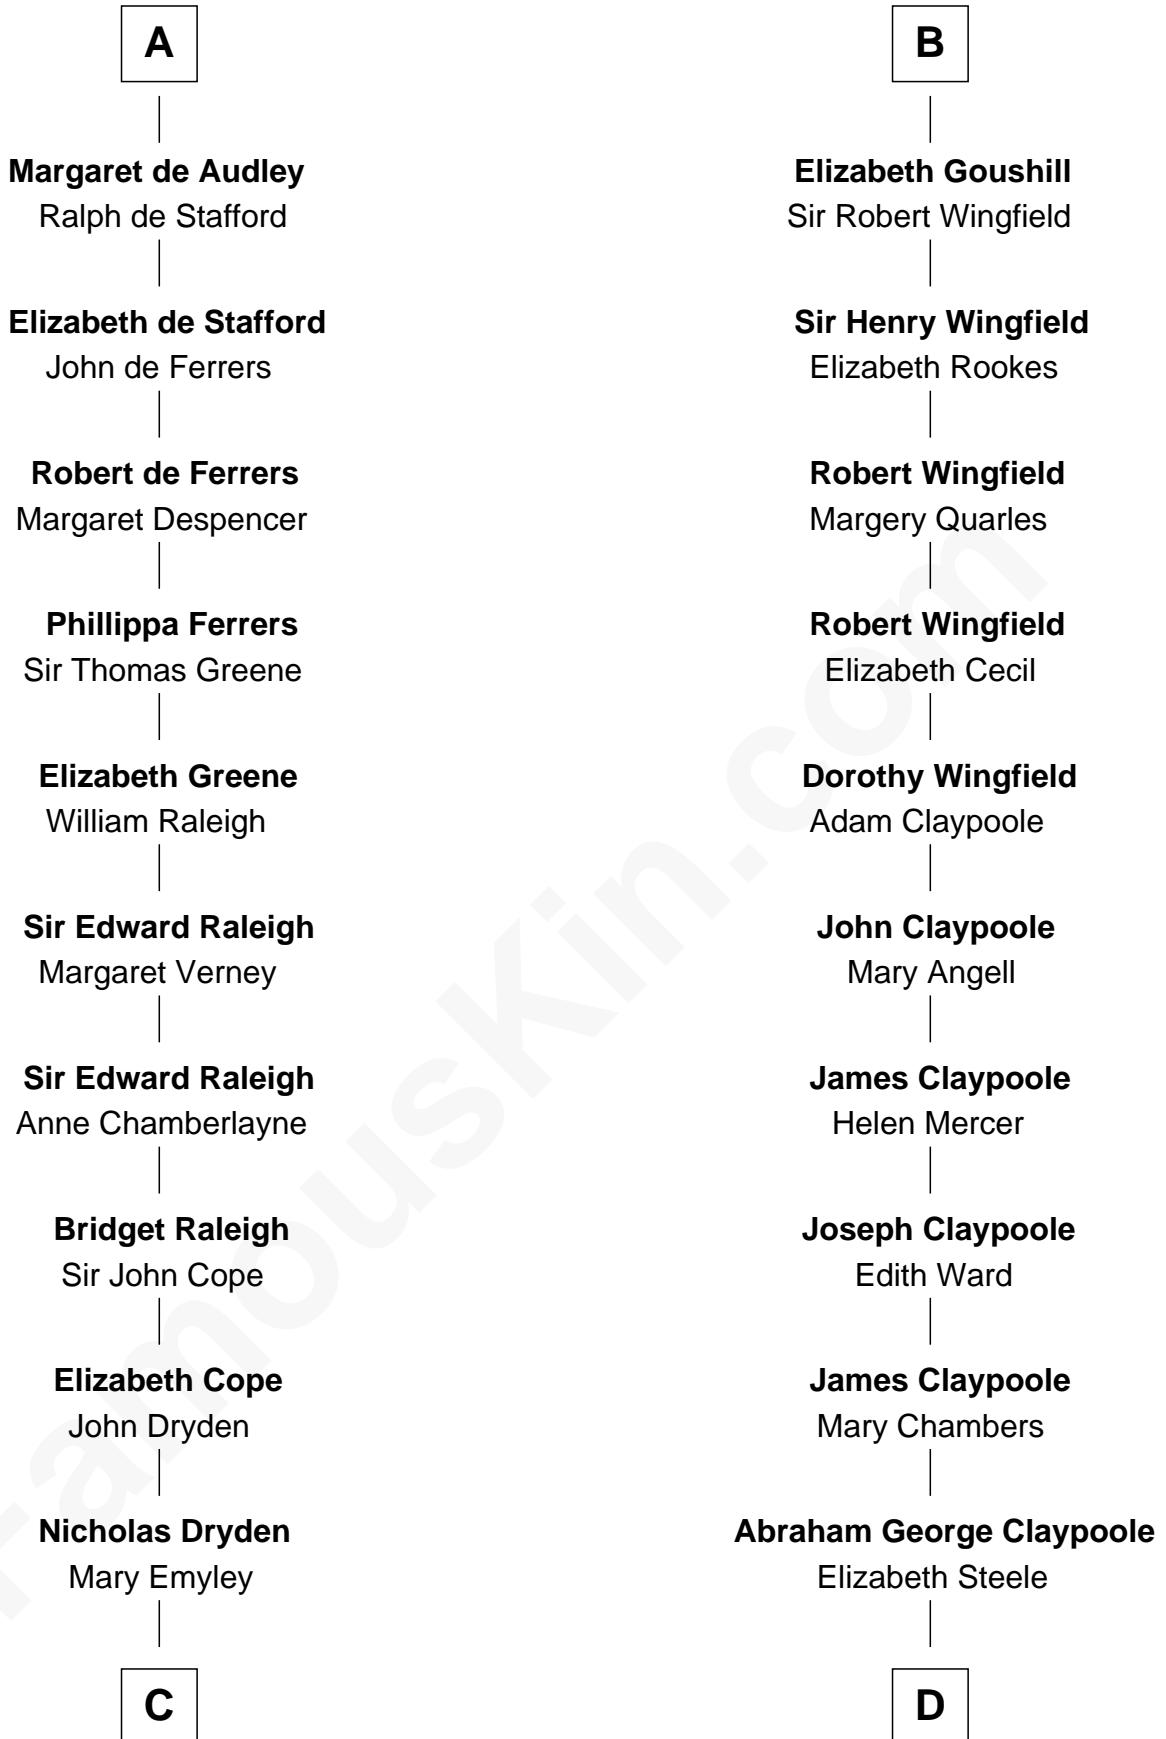 A
Margaret de Audley
Ralph de Stafford
Elizabeth de Stafford
John de Ferrers
Robert de Ferrers
Margaret Despencer
Phillippa Ferrers
Sir Thomas Greene
Elizabeth Greene
William Raleigh
Sir Edward Raleigh
Margaret Verney
Sir Edward Raleigh
Anne Chamberlayne
Bridget Raleigh
Sir John Cope
Elizabeth Cope
John Dryden
Nicholas Dryden
Mary Emyley
C
B
Elizabeth Goushill
Sir Robert Wingfield
Sir Henry Wingfield
Elizabeth Rookes
Robert Wingfield
Margery Quarles
Robert Wingfield
Elizabeth Cecil
Dorothy Wingfield
Adam Claypoole
John Claypoole
Mary Angell
James Claypoole
Helen Mercer
Joseph Claypoole
Edith Ward
James Claypoole
Mary Chambers
Abraham George Claypoole
Elizabeth Steele
D
FamousKin.com